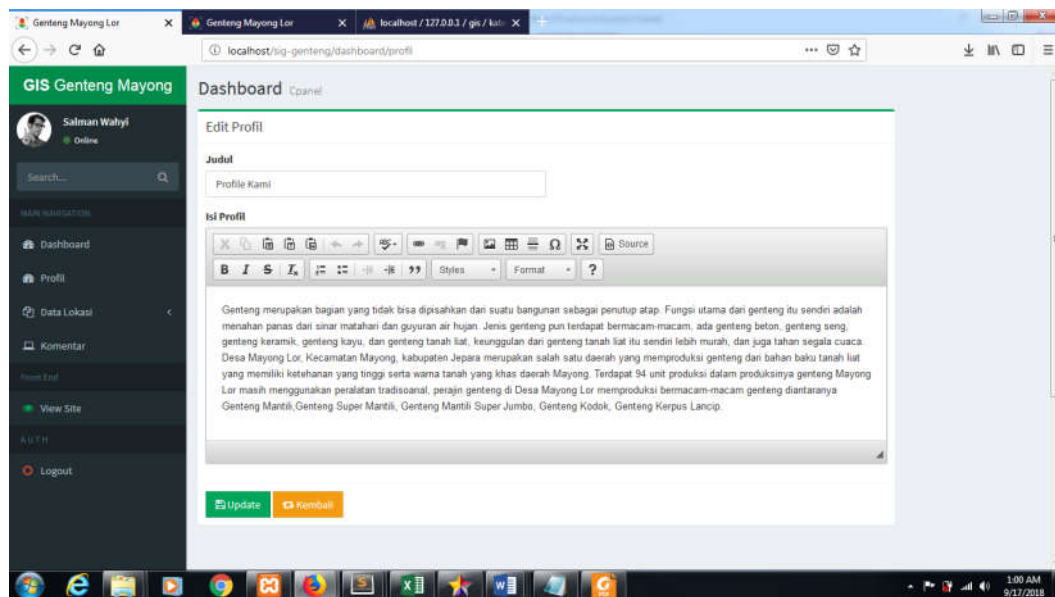 Genteng Mayong Lor
Genteng Mayong Lor
localhost / 127.0.0.1 / gis / kate
localhost/sig-genteng/dashboard/profil
GIS Genteng Mayong
Dashboard Cpanel
Salman Wahyi
Online
Edit Profil
Judul
Search...
Profile Kami
MAIN NAVIGATION
Isi Profil
Dashboard
Source
Profil
B I S Ix Styles Format ?
Data Lokasi
Komentar
Front End
View Site
AUTH
Logout
Genteng merupakan bagian yang tidak bisa dipisahkan dari suatu bangunan sebagai penutup atap. Fungsi utama dari genteng itu sendiri adalah
menahan panas dari sinar matahari dan guyuran air hujan. Jenis genteng pun terdapat bermacam-macam, ada genteng beton, genteng seng,
genteng keramik, genteng kayu, dan genteng tanah liat, keunggulan dari genteng tanah liat itu sendiri lebih murah, dan juga tahan segala cuaca.
Desa Mayong Lor, Kecamatan Mayong, kabupaten Jepara merupakan salah satu daerah yang memproduksi genteng dari bahan baku tanah liat
yang memiliki ketehanan yang tinggi serta warna tanah yang khas daerah Mayong. Terdapat 94 unit produksi dalam produksinya genteng Mayong
Lor masih menggunakan peralatan tradisoanal, perajin genteng di Desa Mayong Lor memproduksi bermacam-macam genteng diantaranya
Genteng Mantili,Genteng Super Mantili, Genteng Mantili Super Jumbo, Genteng Kodok, Genteng Kerpus Lancip.
Update
Kembali
1:00 AM
9/17/2018